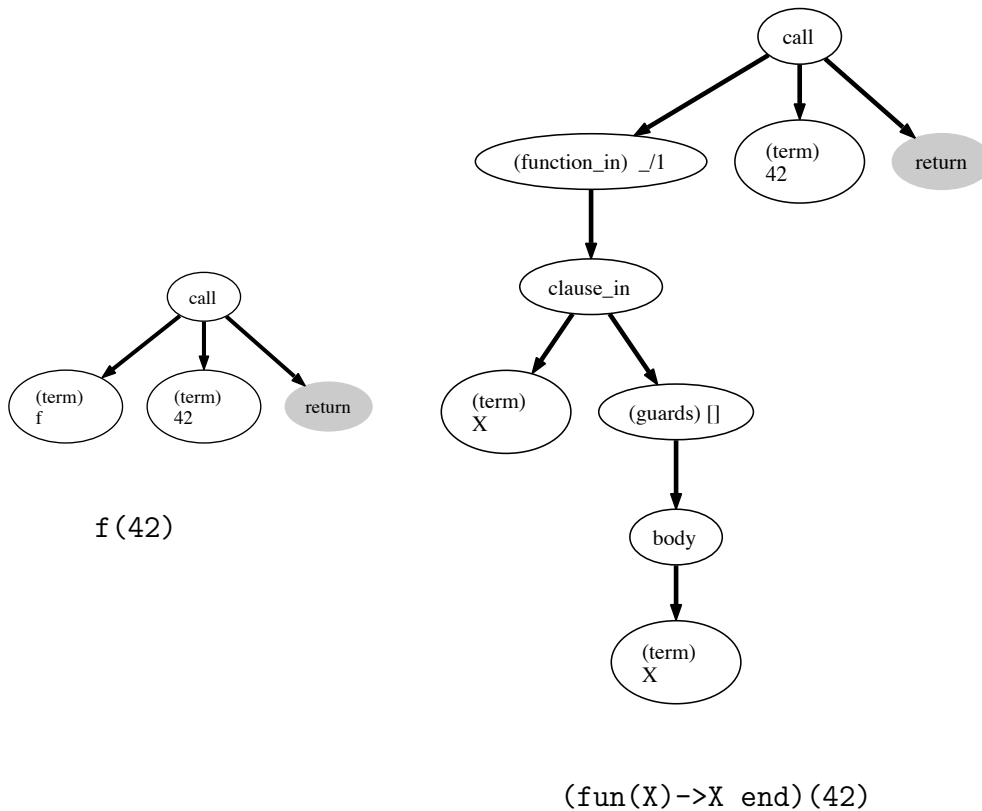 call
(function_in)  _/1
(term)
42
return
clause_in
(term)
X
(guards) []
body
(term)
X
(fun(X)->X end)(42)
call
(term)
f
(term)
42
return
f(42)